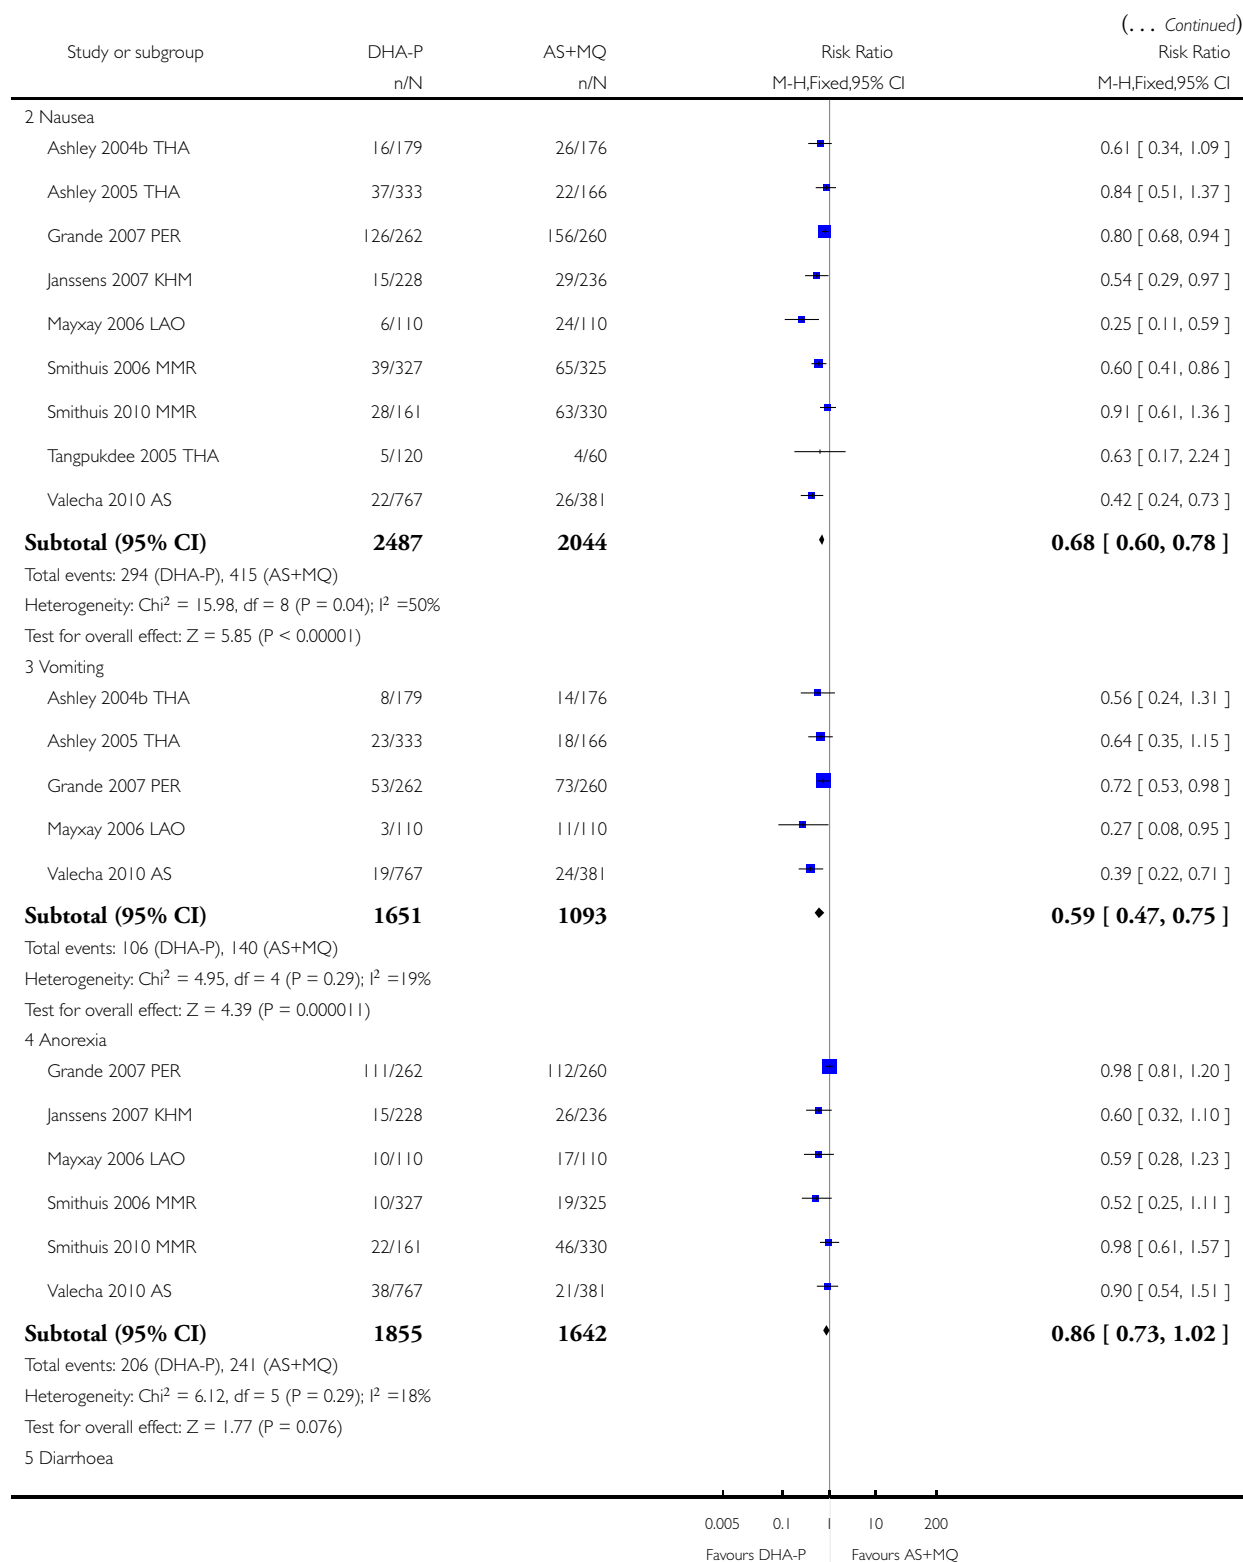 (... Continued)
Study or subgroup DHA-P AS+MQ Risk Ratio Risk Ratio
n/N n/N M-H,Fixed,95% CI M-H,Fixed,95% CI
2 Nausea
Ashley 2004b THA 16/179 26/176 0.61 [ 0.34, 1.09 ]
Ashley 2005 THA 37/333 22/166 0.84 [ 0.51, 1.37 ]
Grande 2007 PER 126/262 156/260 0.80 [ 0.68, 0.94 ]
Janssens 2007 KHM 15/228 29/236 0.54 [ 0.29, 0.97 ]
Mayxay 2006 LAO 6/110 24/110 0.25 [ 0.11, 0.59 ]
Smithuis 2006 MMR 39/327 65/325 0.60 [ 0.41, 0.86 ]
Smithuis 2010 MMR 28/161 63/330 0.91 [ 0.61, 1.36 ]
Tangpukdee 2005 THA 5/120 4/60 0.63 [ 0.17, 2.24 ]
Valecha 2010 AS 22/767 26/381 0.42 [ 0.24, 0.73 ]
Subtotal (95% CI) 2487 2044 0.68 [ 0.60, 0.78 ]
Total events: 294 (DHA-P), 415 (AS+MQ)
Heterogeneity: Chi² = 15.98, df = 8 (P = 0.04); I² =50%
Test for overall effect: Z = 5.85 (P < 0.00001)
3 Vomiting
Ashley 2004b THA 8/179 14/176 0.56 [ 0.24, 1.31 ]
Ashley 2005 THA 23/333 18/166 0.64 [ 0.35, 1.15 ]
Grande 2007 PER 53/262 73/260 0.72 [ 0.53, 0.98 ]
Mayxay 2006 LAO 3/110 11/110 0.27 [ 0.08, 0.95 ]
Valecha 2010 AS 19/767 24/381 0.39 [ 0.22, 0.71 ]
Subtotal (95% CI) 1651 1093 0.59 [ 0.47, 0.75 ]
Total events: 106 (DHA-P), 140 (AS+MQ)
Heterogeneity: Chi² = 4.95, df = 4 (P = 0.29); I² =19%
Test for overall effect: Z = 4.39 (P = 0.000011)
4 Anorexia
Grande 2007 PER 111/262 112/260 0.98 [ 0.81, 1.20 ]
Janssens 2007 KHM 15/228 26/236 0.60 [ 0.32, 1.10 ]
Mayxay 2006 LAO 10/110 17/110 0.59 [ 0.28, 1.23 ]
Smithuis 2006 MMR 10/327 19/325 0.52 [ 0.25, 1.11 ]
Smithuis 2010 MMR 22/161 46/330 0.98 [ 0.61, 1.57 ]
Valecha 2010 AS 38/767 21/381 0.90 [ 0.54, 1.51 ]
Subtotal (95% CI) 1855 1642 0.86 [ 0.73, 1.02 ]
Total events: 206 (DHA-P), 241 (AS+MQ)
Heterogeneity: Chi² = 6.12, df = 5 (P = 0.29); I² =18%
Test for overall effect: Z = 1.77 (P = 0.076)
5 Diarrhoea
0.005 0.1 1 10 200
Favours DHA-P Favours AS+MQ